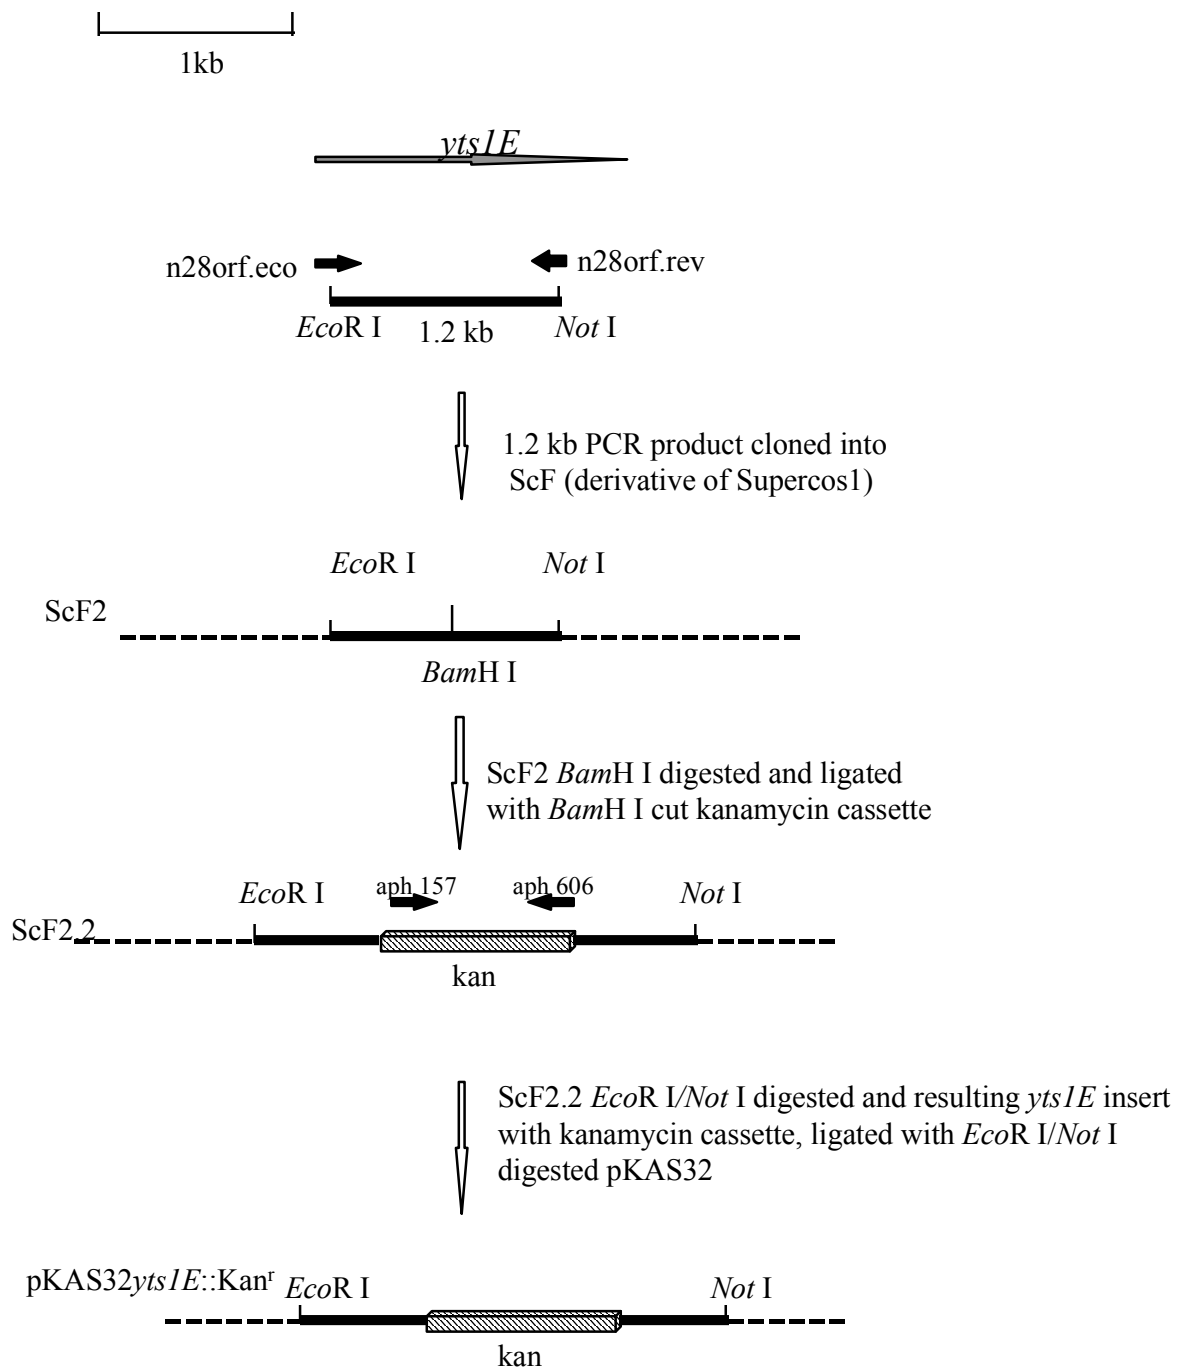 1kb
yts1E
n28orf.eco
n28orf.rev
EcoR I
1.2 kb
Not I
1.2 kb PCR product cloned into
ScF (derivative of Supercos1)
EcoR I
Not I
ScF2
BamH I
ScF2 BamH I digested and ligated
with BamH I cut kanamycin cassette
aph 157
aph 606
EcoR I
Not I
ScF2.2
kan
ScF2.2 EcoR I/Not I digested and resulting yts1E insert
with kanamycin cassette, ligated with EcoR I/Not I
digested pKAS32
pKAS32yts1E::Kanʳ
EcoR I
Not I
kan